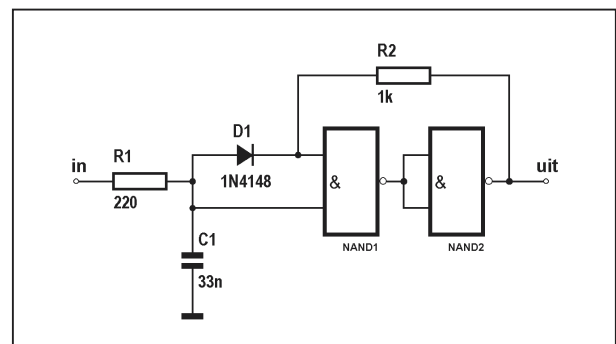 R2
1k
D1
1N4148
in
R1
220
&
&
uit
NAND1
NAND2
C1
33n